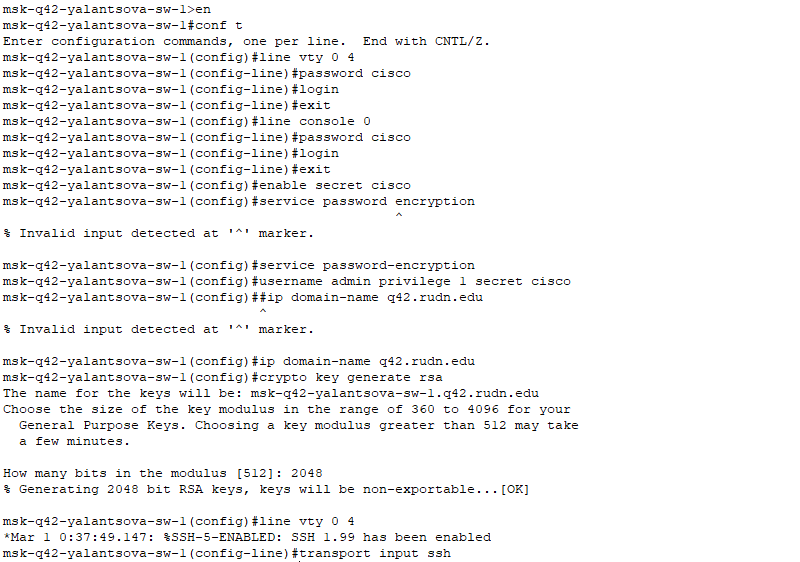 msk-q42-yalantsova-sw-1>en
msk-q42-yalantsova-sw-1#conf t
Enter configuration commands, one per line.  End with CNTL/Z.
msk-q42-yalantsova-sw-1(config)#line vty 0 4
msk-q42-yalantsova-sw-1(config-line)#password cisco
msk-q42-yalantsova-sw-1(config-line)#login
msk-q42-yalantsova-sw-1(config-line)#exit
msk-q42-yalantsova-sw-1(config)#line console 0
msk-q42-yalantsova-sw-1(config-line)#password cisco
msk-q42-yalantsova-sw-1(config-line)#login
msk-q42-yalantsova-sw-1(config-line)#exit
msk-q42-yalantsova-sw-1(config)#enable secret cisco
msk-q42-yalantsova-sw-1(config)#service password encryption
                                                 ^
% Invalid input detected at '^' marker.
msk-q42-yalantsova-sw-1(config)#service password-encryption
msk-q42-yalantsova-sw-1(config)#username admin privilege 1 secret cisco
msk-q42-yalantsova-sw-1(config)##ip domain-name q42.rudn.edu
                                ^
% Invalid input detected at '^' marker.
msk-q42-yalantsova-sw-1(config)#ip domain-name q42.rudn.edu
msk-q42-yalantsova-sw-1(config)#crypto key generate rsa
The name for the keys will be: msk-q42-yalantsova-sw-1.q42.rudn.edu
Choose the size of the key modulus in the range of 360 to 4096 for your
  General Purpose Keys. Choosing a key modulus greater than 512 may take
  a few minutes.
How many bits in the modulus [512]: 2048
% Generating 2048 bit RSA keys, keys will be non-exportable...[OK]
msk-q42-yalantsova-sw-1(config)#line vty 0 4
*Mar 1 0:37:49.147: %SSH-5-ENABLED: SSH 1.99 has been enabled
msk-q42-yalantsova-sw-1(config-line)#transport input ssh